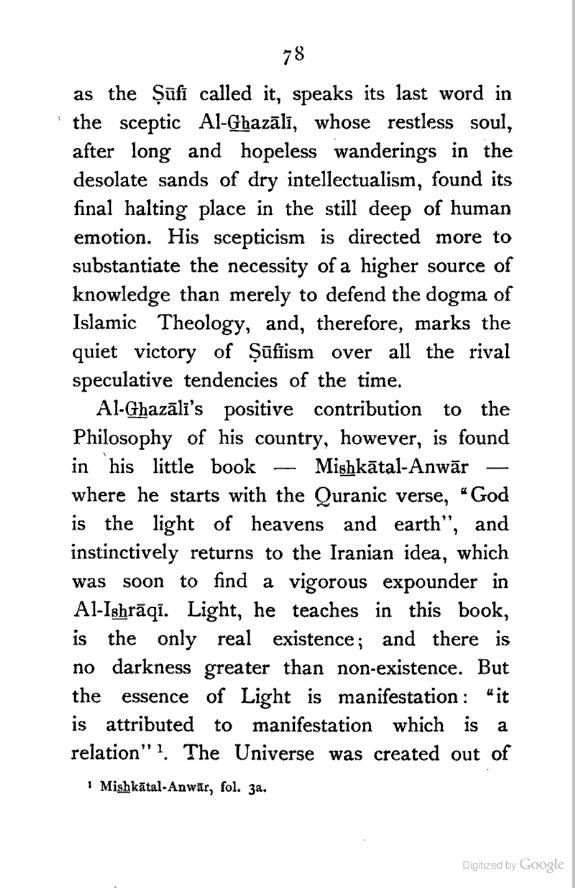 78
as the Ṣūfī called it, speaks its last word in
the sceptic Al-Ghazālī, whose restless soul,
after long and hopeless wanderings in the
desolate sands of dry intellectualism, found its
final halting place in the still deep of human
emotion. His scepticism is directed more to
substantiate the necessity of a higher source of
knowledge than merely to defend the dogma of
Islamic Theology, and, therefore, marks the
quiet victory of Ṣūfīism over all the rival
speculative tendencies of the time.
Al-Ghazālī's positive contribution to the
Philosophy of his country, however, is found
in his little book — Mishkātal-Anwār —
where he starts with the Quranic verse, “God
is the light of heavens and earth”, and
instinctively returns to the Iranian idea, which
was soon to find a vigorous expounder in
Al-Ishrāqī. Light, he teaches in this book,
is the only real existence; and there is
no darkness greater than non-existence. But
the essence of Light is manifestation: “it
is attributed to manifestation which is a
relation” ¹. The Universe was created out of
¹ Mishkātal-Anwār, fol. 3a.
Digitized by Google